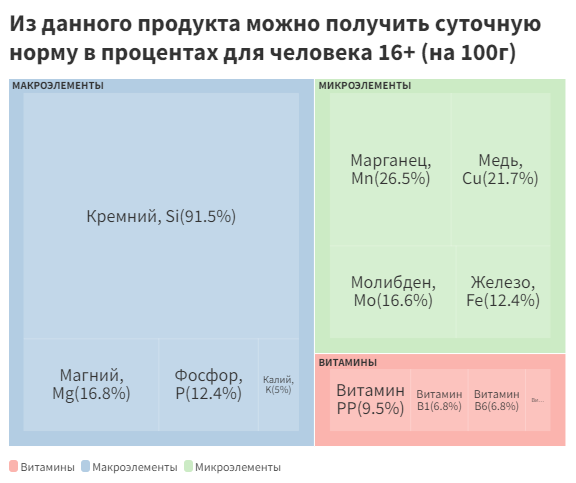 Из данного продукта можно получить суточную
норму в процентах для человека 16+ (на 100г)
МАКРОЭЛЕМЕНТЫ
Кремний, Si(91.5%)
Магний,
Mg(16.8%)
Фосфор,
P(12.4%)
Калий,
K(5%)
МИКРОЭЛЕМЕНТЫ
Марганец,
Mn(26.5%)
Медь,
Cu(21.7%)
Молибден,
Mo(16.6%)
Железо,
Fe(12.4%)
ВИТАМИНЫ
Витамин
PP(9.5%)
Витамин
B1(6.8%)
Витамин
B6(6.8%)
Ви...
Витамины Макроэлементы Микроэлементы